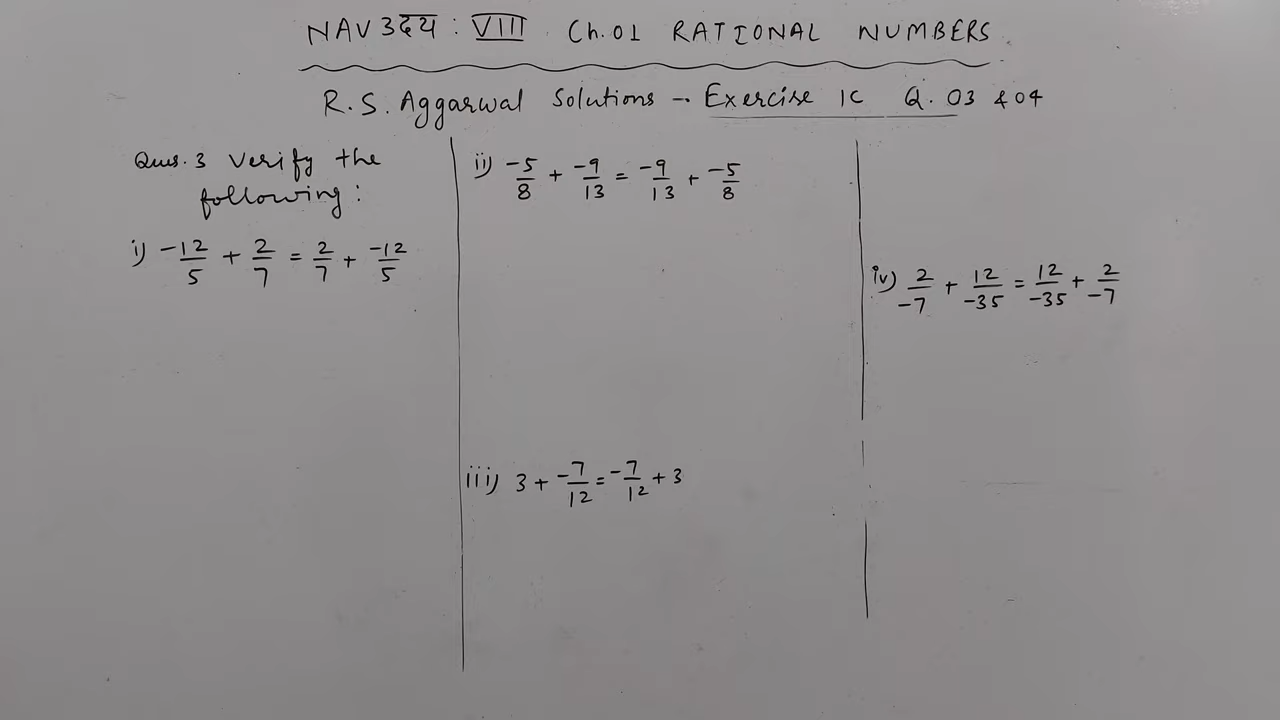 NAVउदय : VIII Ch. 01 RATIONAL NUMBERS
R. S. Aggarwal Solutions - Exercise 1C Q. 03 & 04
Ques. 3 Verify the
following :
i) -12/5 + 2/7 = 2/7 + -12/5
ii) -5/8 + -9/13 = -9/13 + -5/8
iii) 3 + -7/12 = -7/12 + 3
iv) 2/-7 + 12/-35 = 12/-35 + 2/-7